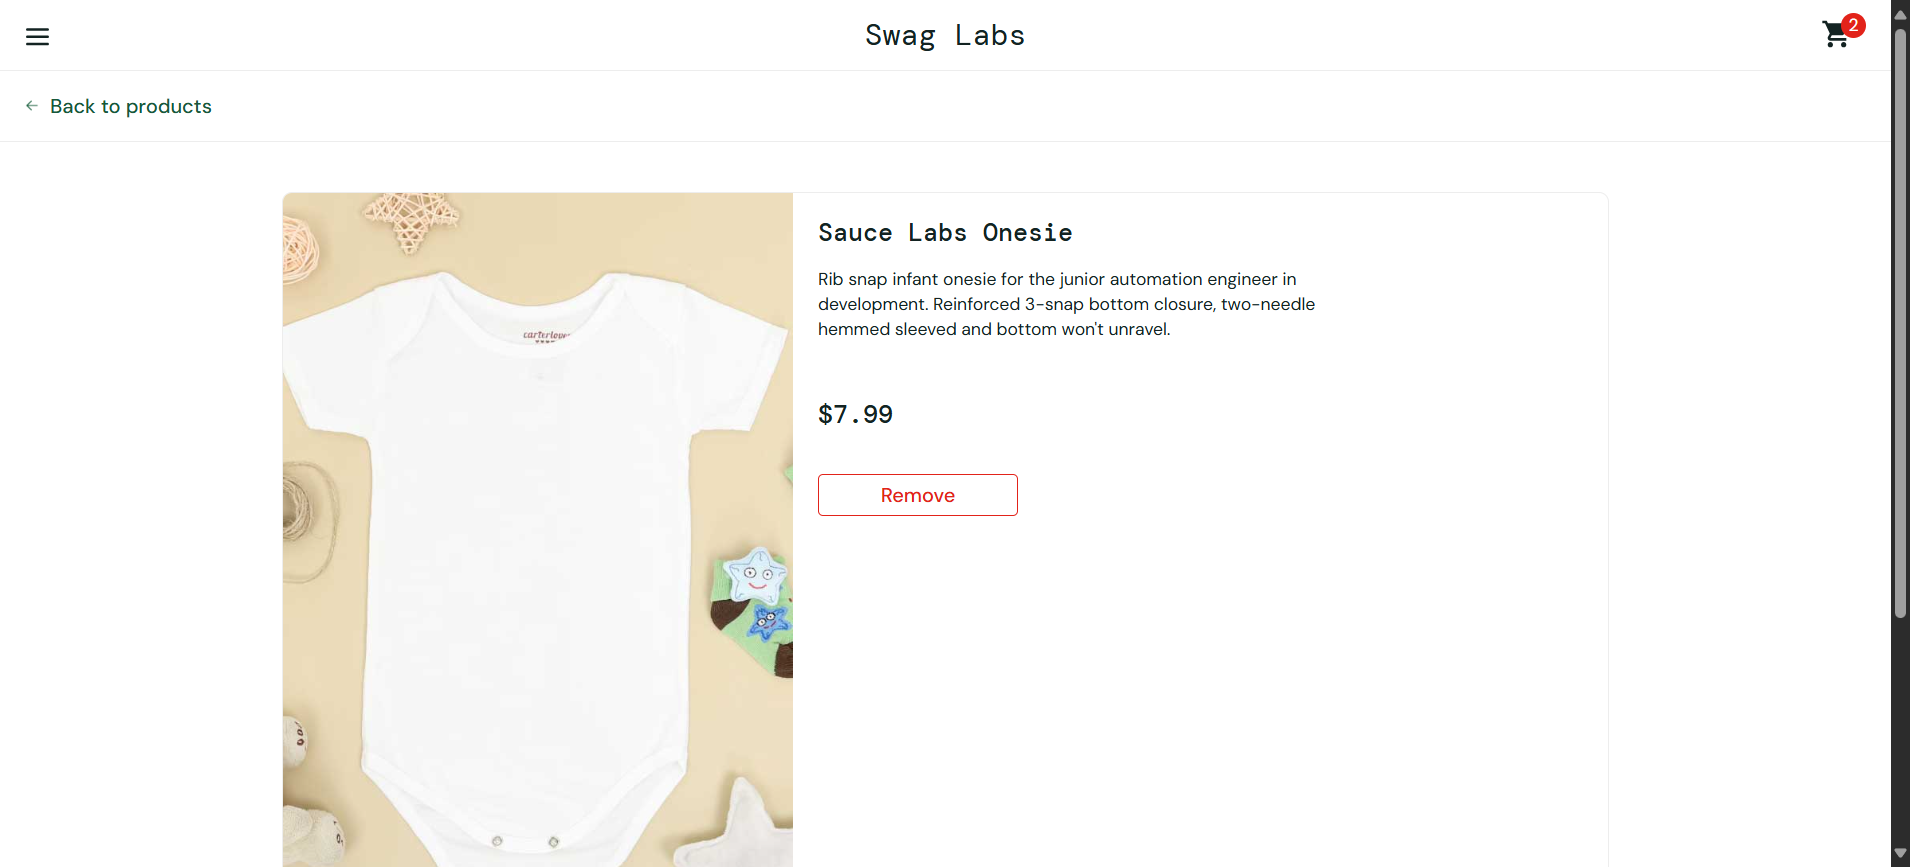 Swag Labs
2
Back to products
Sauce Labs Onesie
Rib snap infant onesie for the junior automation engineer in
development. Reinforced 3-snap bottom closure, two-needle
hemmed sleeved and bottom won't unravel.
$7.99
Remove